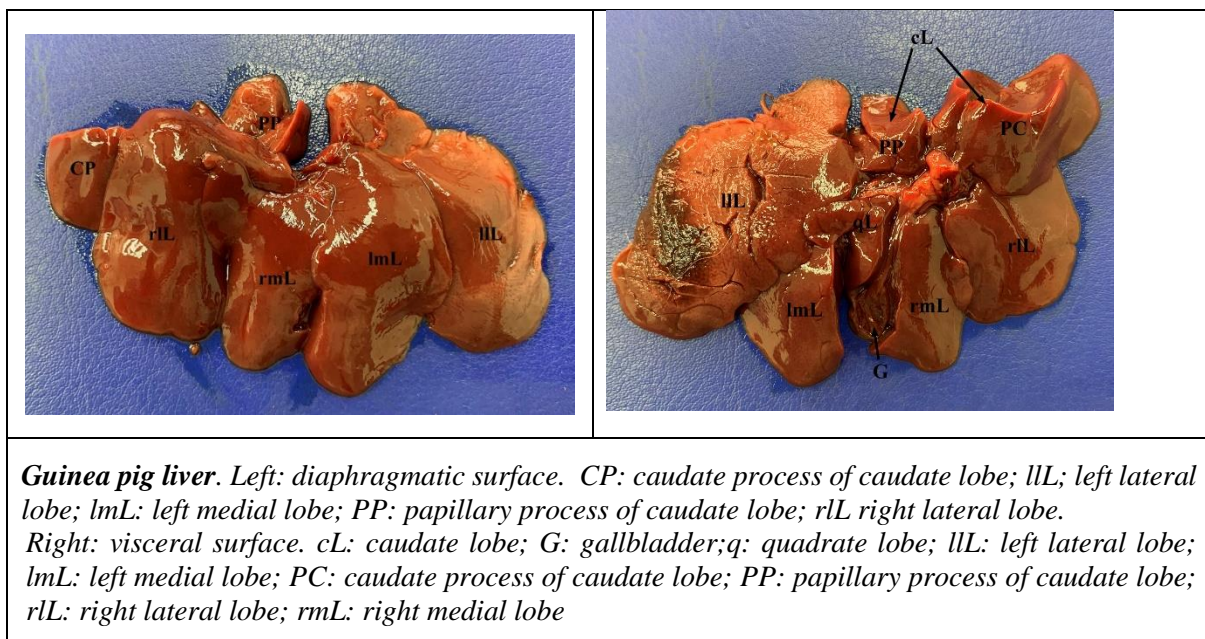 PP
CP
rlL
rmL
lmL
llL
cL
PP
PC
llL
qL
rlL
lmL
rmL
G
Guinea pig liver. Left: diaphragmatic surface. CP: caudate process of caudate lobe; llL; left lateral
lobe; lmL: left medial lobe; PP: papillary process of caudate lobe; rlL right lateral lobe.
Right: visceral surface. cL: caudate lobe; G: gallbladder;q: quadrate lobe; llL: left lateral lobe;
lmL: left medial lobe; PC: caudate process of caudate lobe; PP: papillary process of caudate lobe;
rlL: right lateral lobe; rmL: right medial lobe